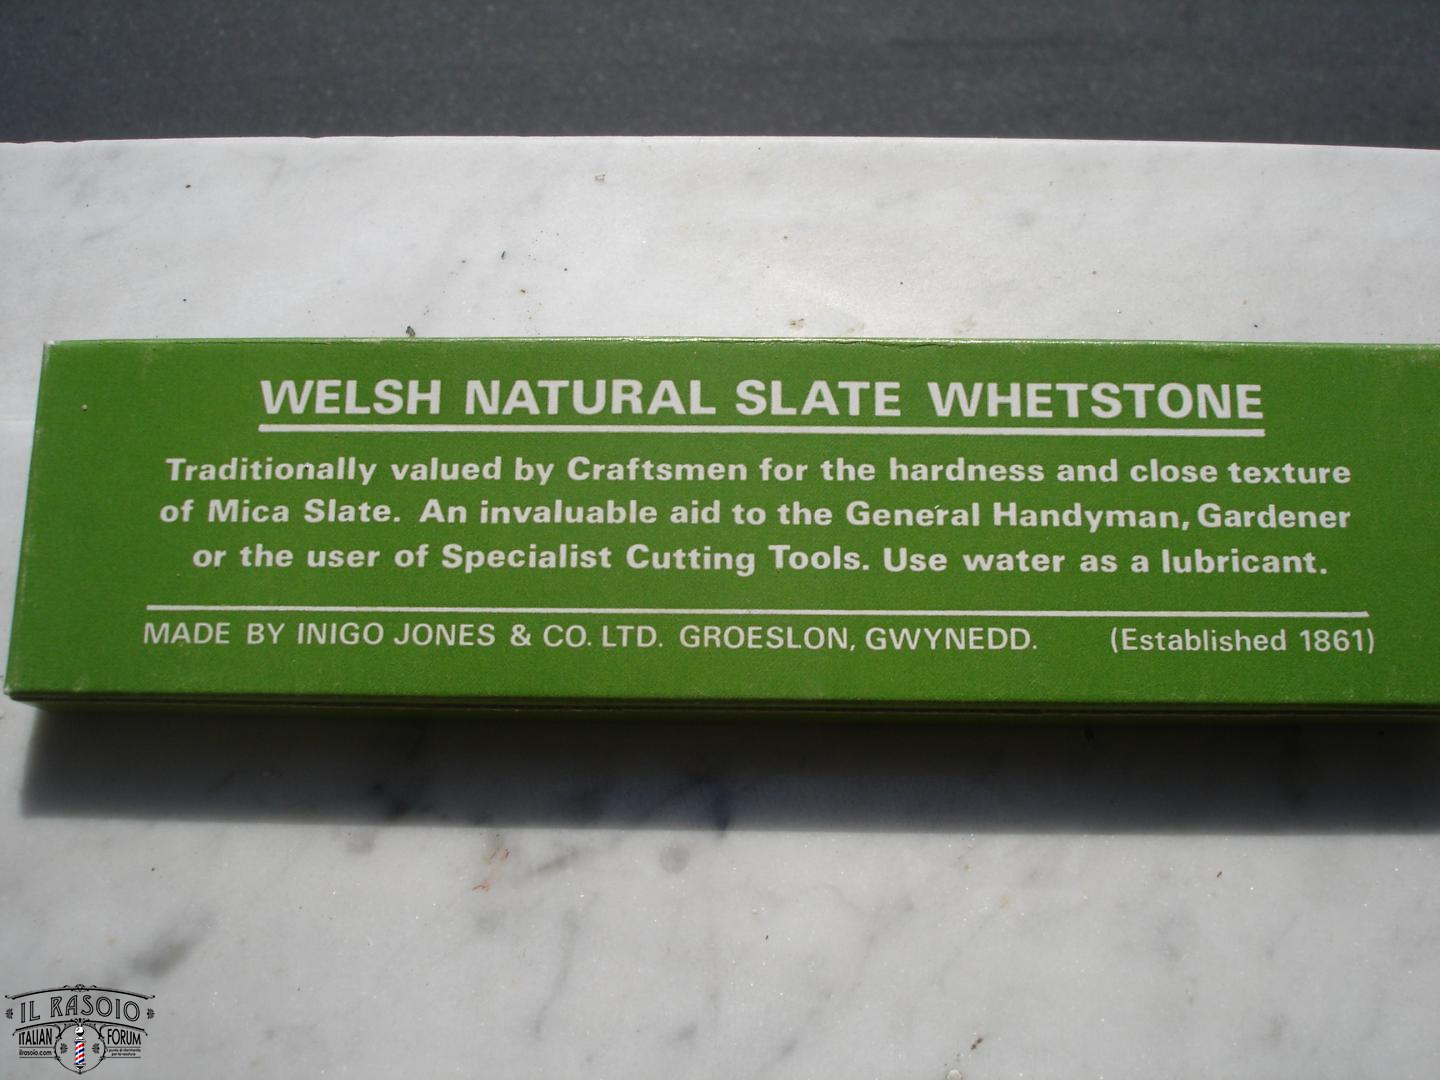 WELSH NATURAL SLATE WHETSTONE
Traditionally valued by Craftsmen for the hardness and close texture
of Mica Slate. An invaluable aid to the General Handyman, Gardener
or the user of Specialist Cutting Tools. Use water as a lubricant.
MADE BY INIGO JONES & CO. LTD. GROESLON, GWYNEDD. (Established 1861)
IL RASOIO
ITALIAN FORUM
ilrasoio.com